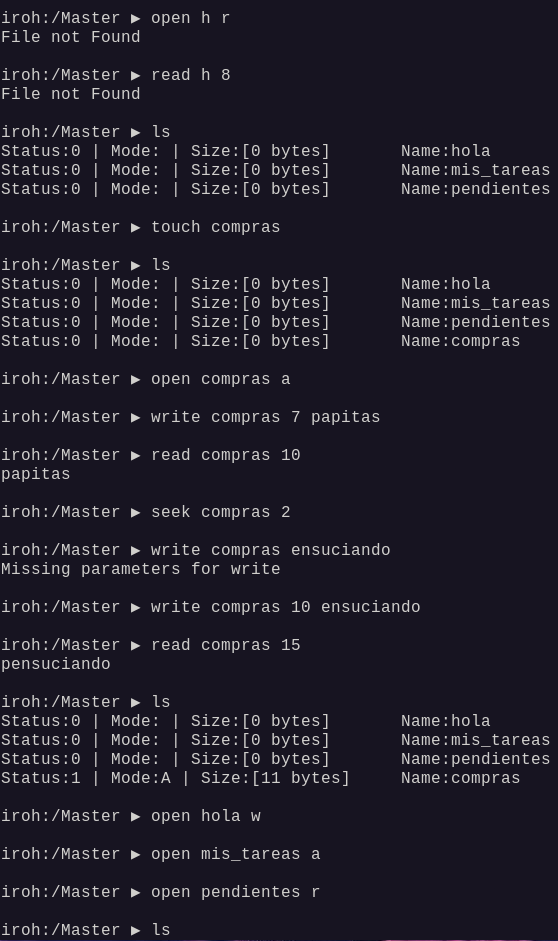 iroh:/Master ► open h r
File not Found
iroh:/Master ► read h 8
File not Found
iroh:/Master ► ls
Status:0 | Mode: | Size:[0 bytes]       Name:hola
Status:0 | Mode: | Size:[0 bytes]       Name:mis_tareas
Status:0 | Mode: | Size:[0 bytes]       Name:pendientes
iroh:/Master ► touch compras
iroh:/Master ► ls
Status:0 | Mode: | Size:[0 bytes]       Name:hola
Status:0 | Mode: | Size:[0 bytes]       Name:mis_tareas
Status:0 | Mode: | Size:[0 bytes]       Name:pendientes
Status:0 | Mode: | Size:[0 bytes]       Name:compras
iroh:/Master ► open compras a
iroh:/Master ► write compras 7 papitas
iroh:/Master ► read compras 10
papitas
iroh:/Master ► seek compras 2
iroh:/Master ► write compras ensuciando
Missing parameters for write
iroh:/Master ► write compras 10 ensuciando
iroh:/Master ► read compras 15
pensuciando
iroh:/Master ► ls
Status:0 | Mode: | Size:[0 bytes]       Name:hola
Status:0 | Mode: | Size:[0 bytes]       Name:mis_tareas
Status:0 | Mode: | Size:[0 bytes]       Name:pendientes
Status:1 | Mode:A | Size:[11 bytes]     Name:compras
iroh:/Master ► open hola w
iroh:/Master ► open mis_tareas a
iroh:/Master ► open pendientes r
iroh:/Master ► ls